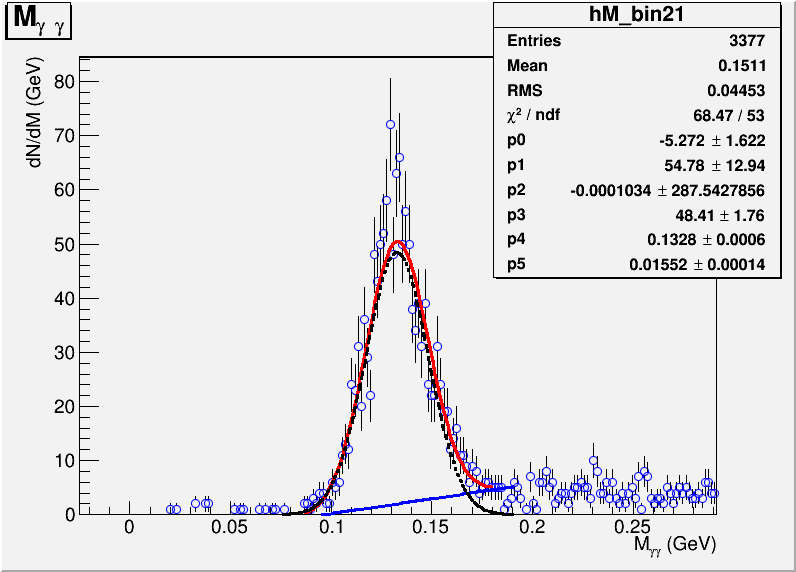 M γ γ
hM_bin21
Entries 3377
Mean 0.1511
RMS 0.04453
χ² / ndf 68.47 / 53
p0 -5.272 ± 1.622
p1 54.78 ± 12.94
p2 -0.0001034 ± 287.5427856
p3 48.41 ± 1.76
p4 0.1328 ± 0.0006
p5 0.01552 ± 0.00014
dN/dM (GeV)
80
70
60
50
40
30
20
10
0
0 0.05 0.1 0.15 0.2 0.25
Mγγ (GeV)